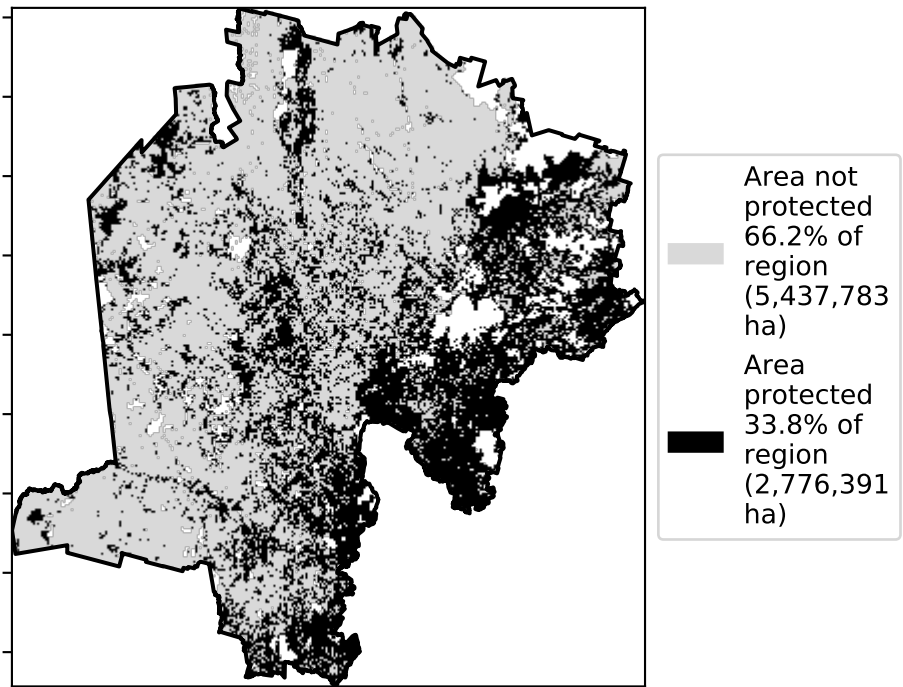 Area not
protected
66.2% of
region
(5,437,783
ha)
Area
protected
33.8% of
region
(2,776,391
ha)